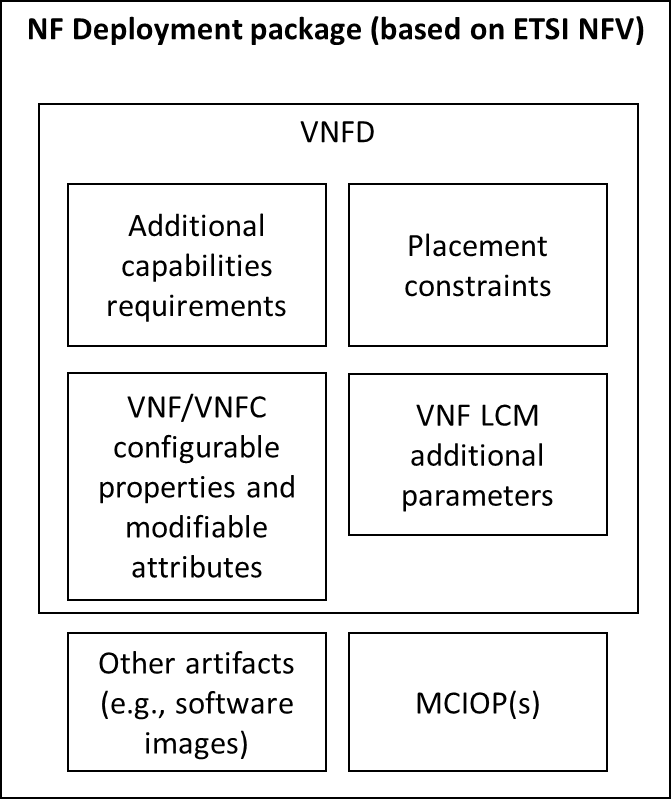 NF Deployment package (based on ETSI NFV)
VNFD
Additional
capabilities
requirements
Placement
constraints
VNF/VNFC
configurable
properties and
modifiable
attributes
VNF LCM
additional
parameters
Other artifacts
(e.g., software
images)
MCIOP(s)